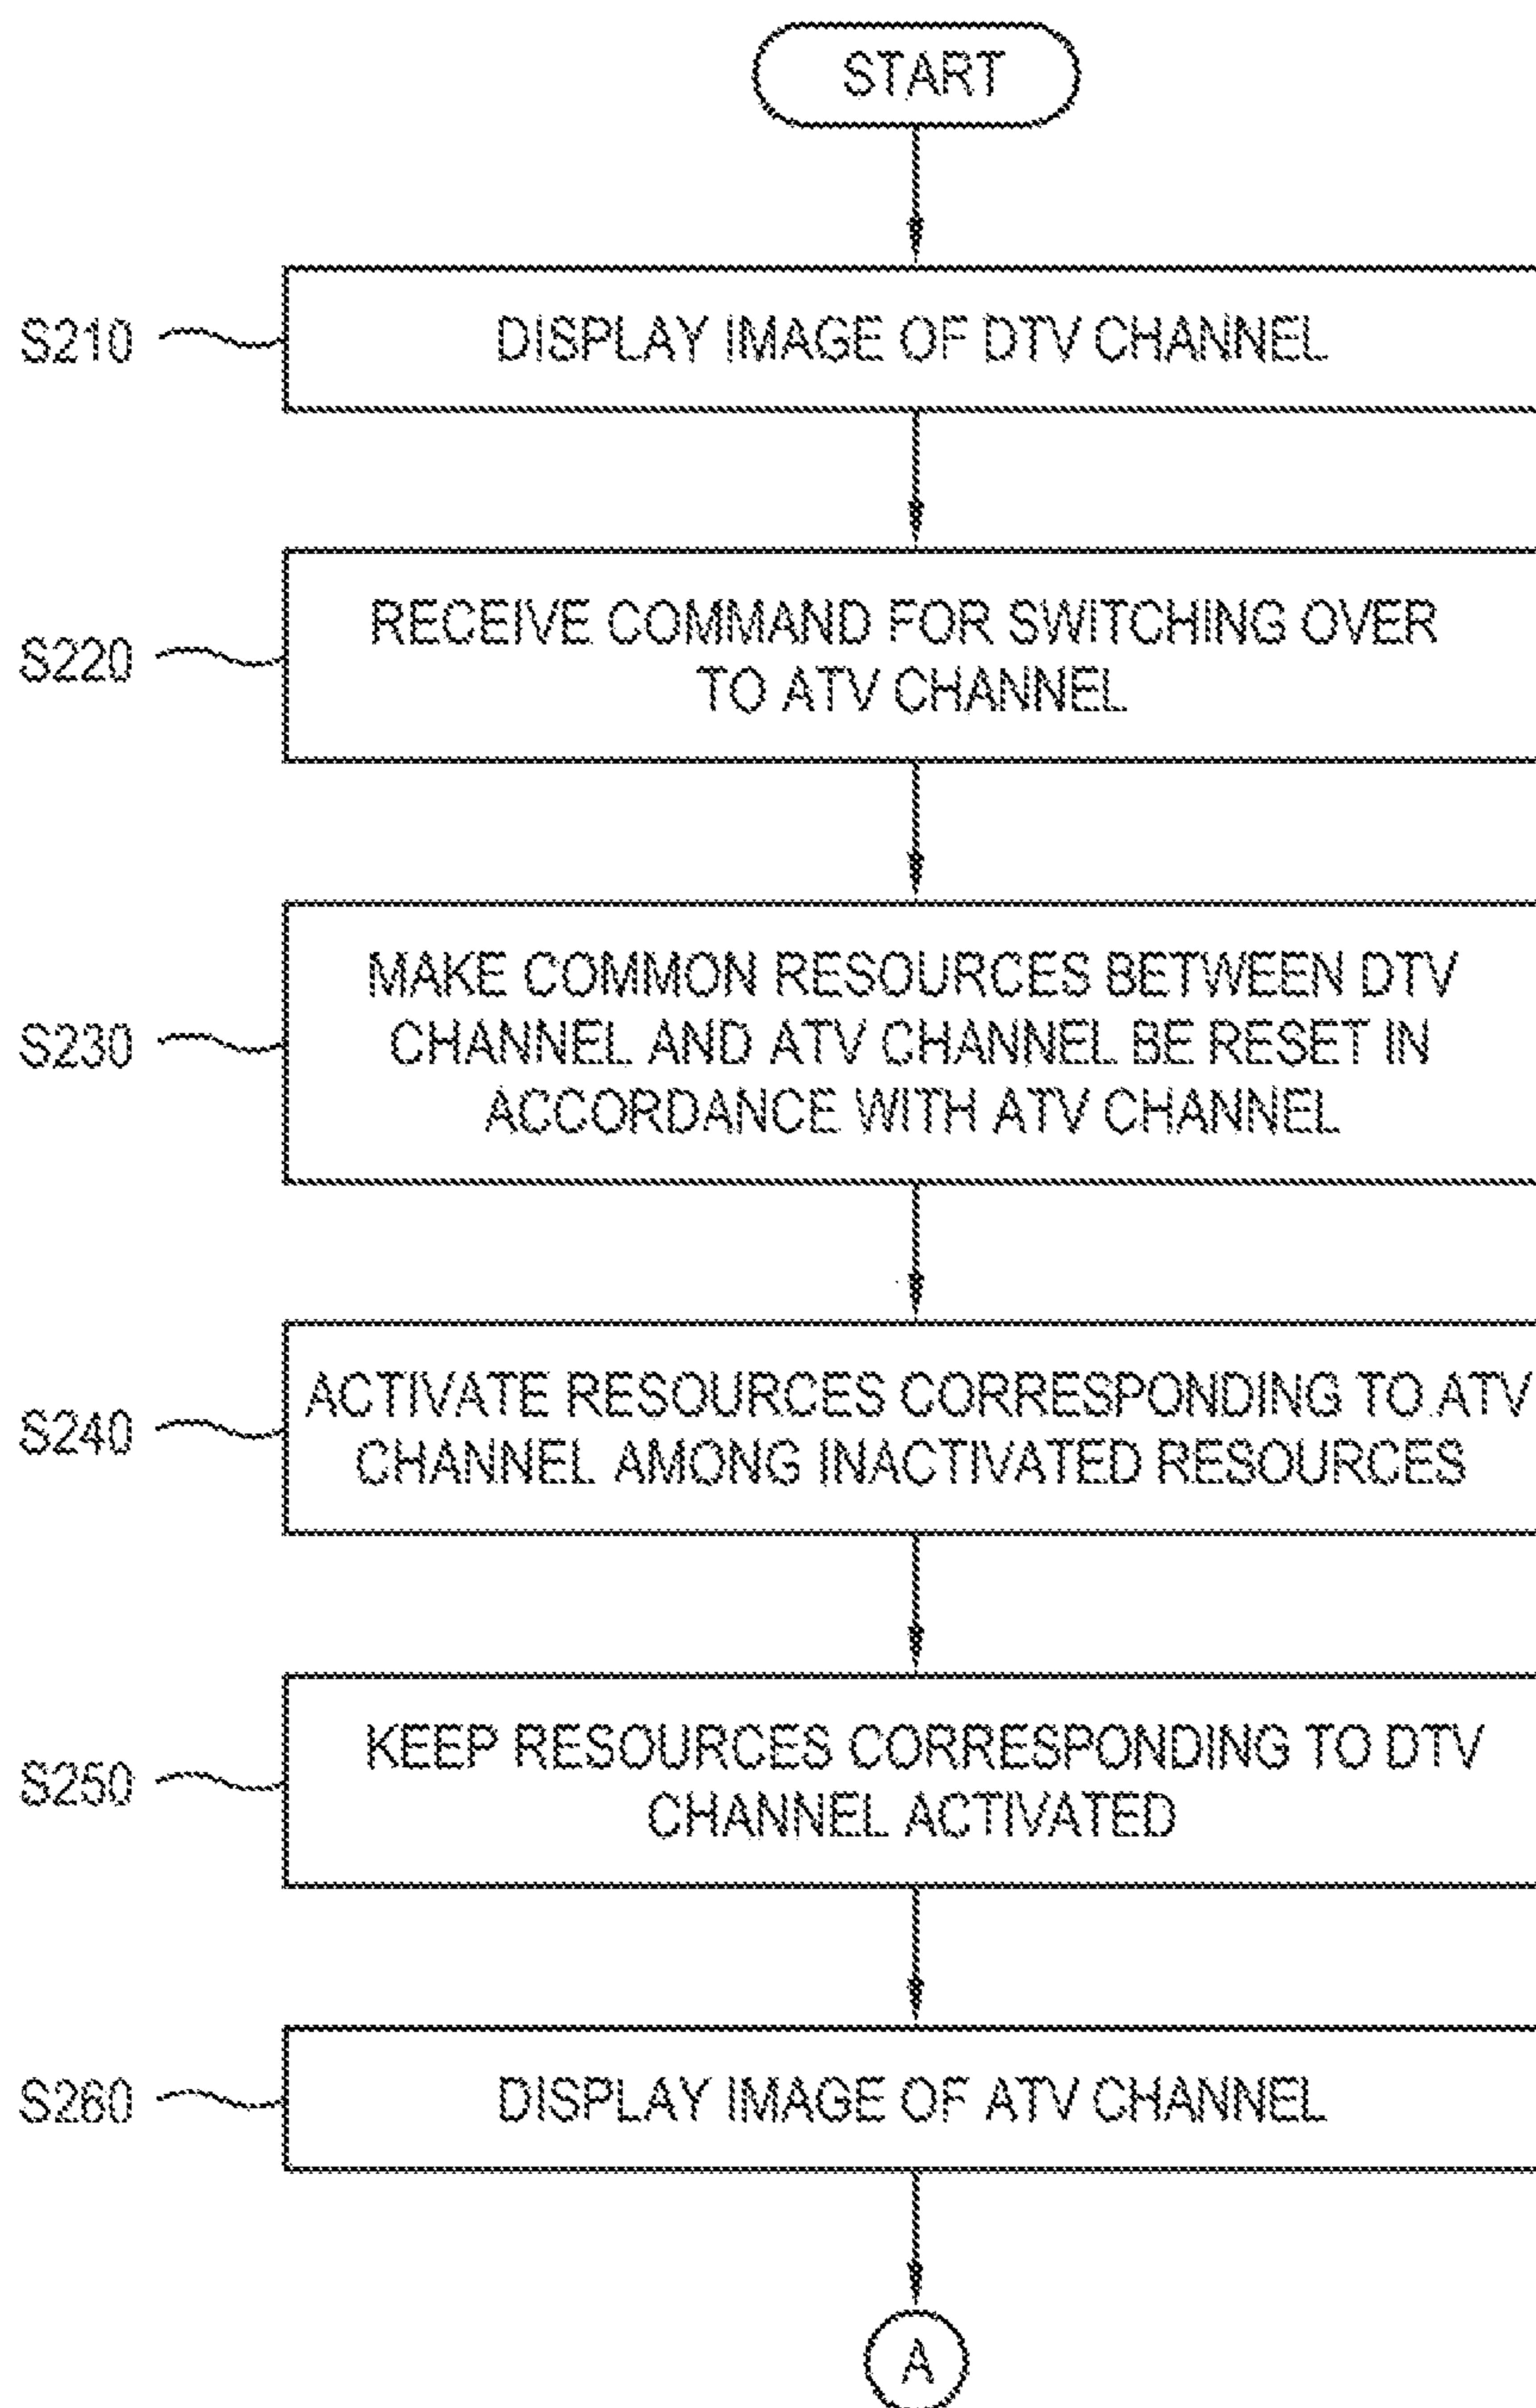 START
S210
DISPLAY IMAGE OF DTV CHANNEL
S220
RECEIVE COMMAND FOR SWITCHING OVER
TO ATV CHANNEL
S230
MAKE COMMON RESOURCES BETWEEN DTV
CHANNEL AND ATV CHANNEL BE RESET IN
ACCORDANCE WITH ATV CHANNEL
S240
ACTIVATE RESOURCES CORRESPONDING TO ATV
CHANNEL AMONG INACTIVATED RESOURCES
S250
KEEP RESOURCES CORRESPONDING TO DTV
CHANNEL ACTIVATED
S260
DISPLAY IMAGE OF ATV CHANNEL
A